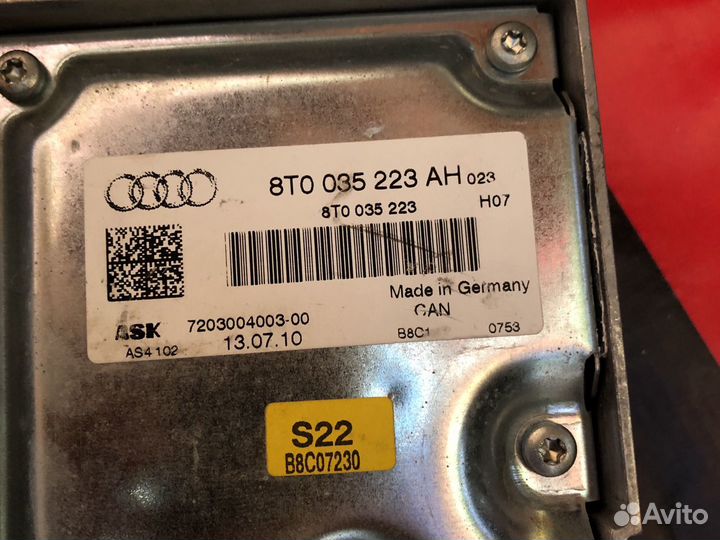 8T0 035 223 AH 023
8T0 035 223 H07
Made in Germany
ASK 7203004003-00 CAN
AS4 102 13.07.10 B8C1 0753
S22
B8C07230
Avito